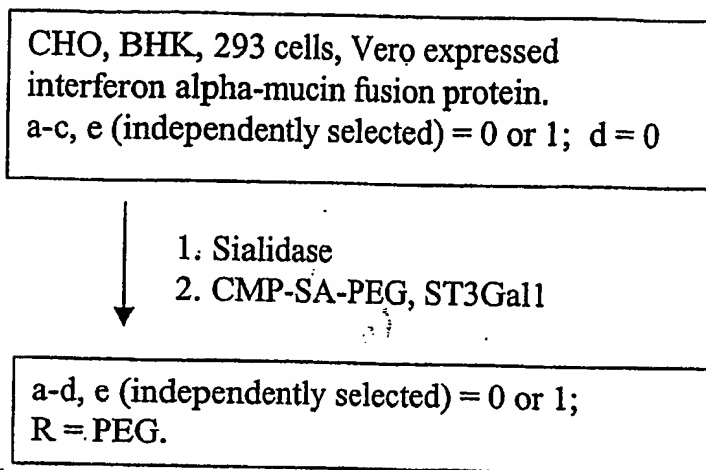 CHO, BHK, 293 cells, Vero expressed
interferon alpha-mucin fusion protein.
a-c, e (independently selected) = 0 or 1; d = 0
1. Sialidase
2. CMP-SA-PEG, ST3Gal1
a-d, e (independently selected) = 0 or 1;
R = PEG.